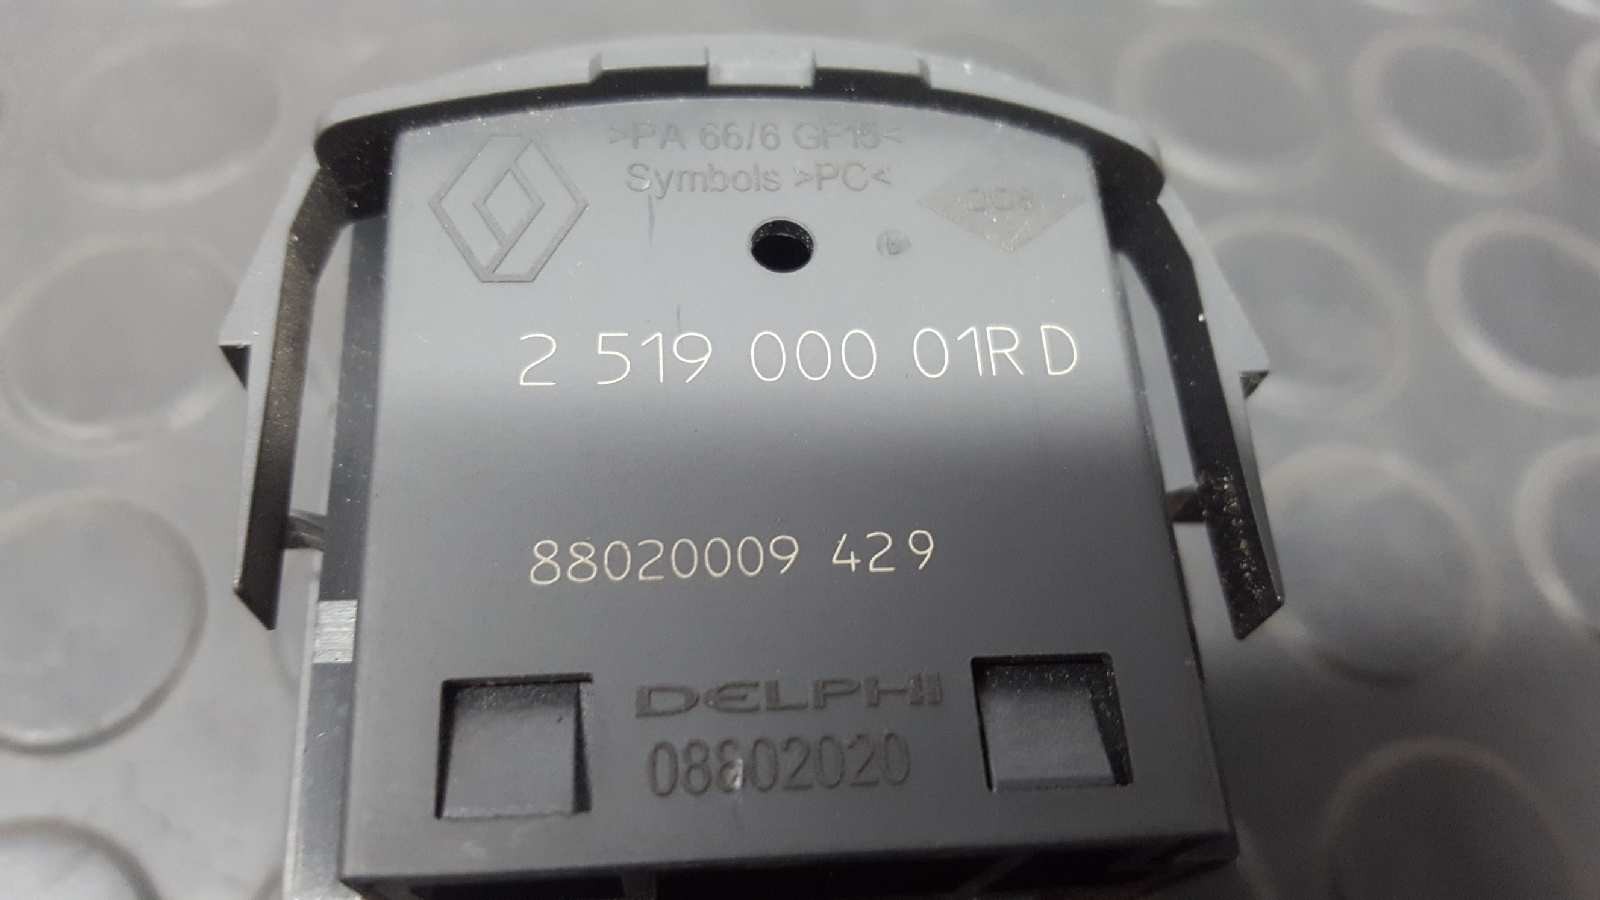 >PA 66/6 GF15<
Symbols >PC<
2 519 000 01R D
88020009 429
DELPHI
08802020